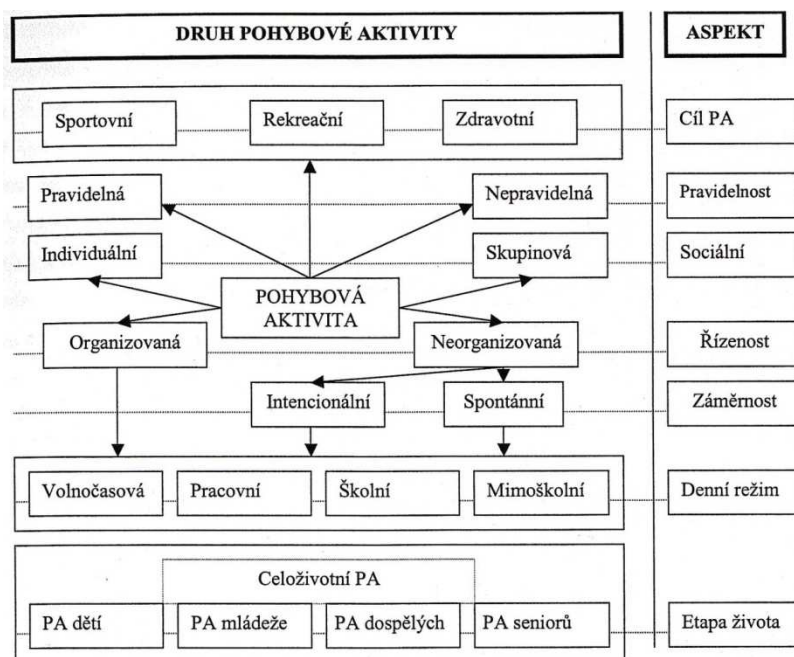 DRUH POHYBOVÉ AKTIVITY
ASPEKT
Sportovní
Rekreační
Zdravotní
Cíl PA
Pravidelná
Nepravidelná
Pravidelnost
Individuální
Skupinová
Sociální
POHYBOVÁ
AKTIVITA
Organizovaná
Neorganizovaná
Řízenost
Intencionální
Spontánní
Záměrnost
Volnočasová
Pracovní
Školní
Mimoškolní
Denní režim
Celoživotní PA
PA dětí
PA mládeže
PA dospělých
PA seniorů
Etapa života